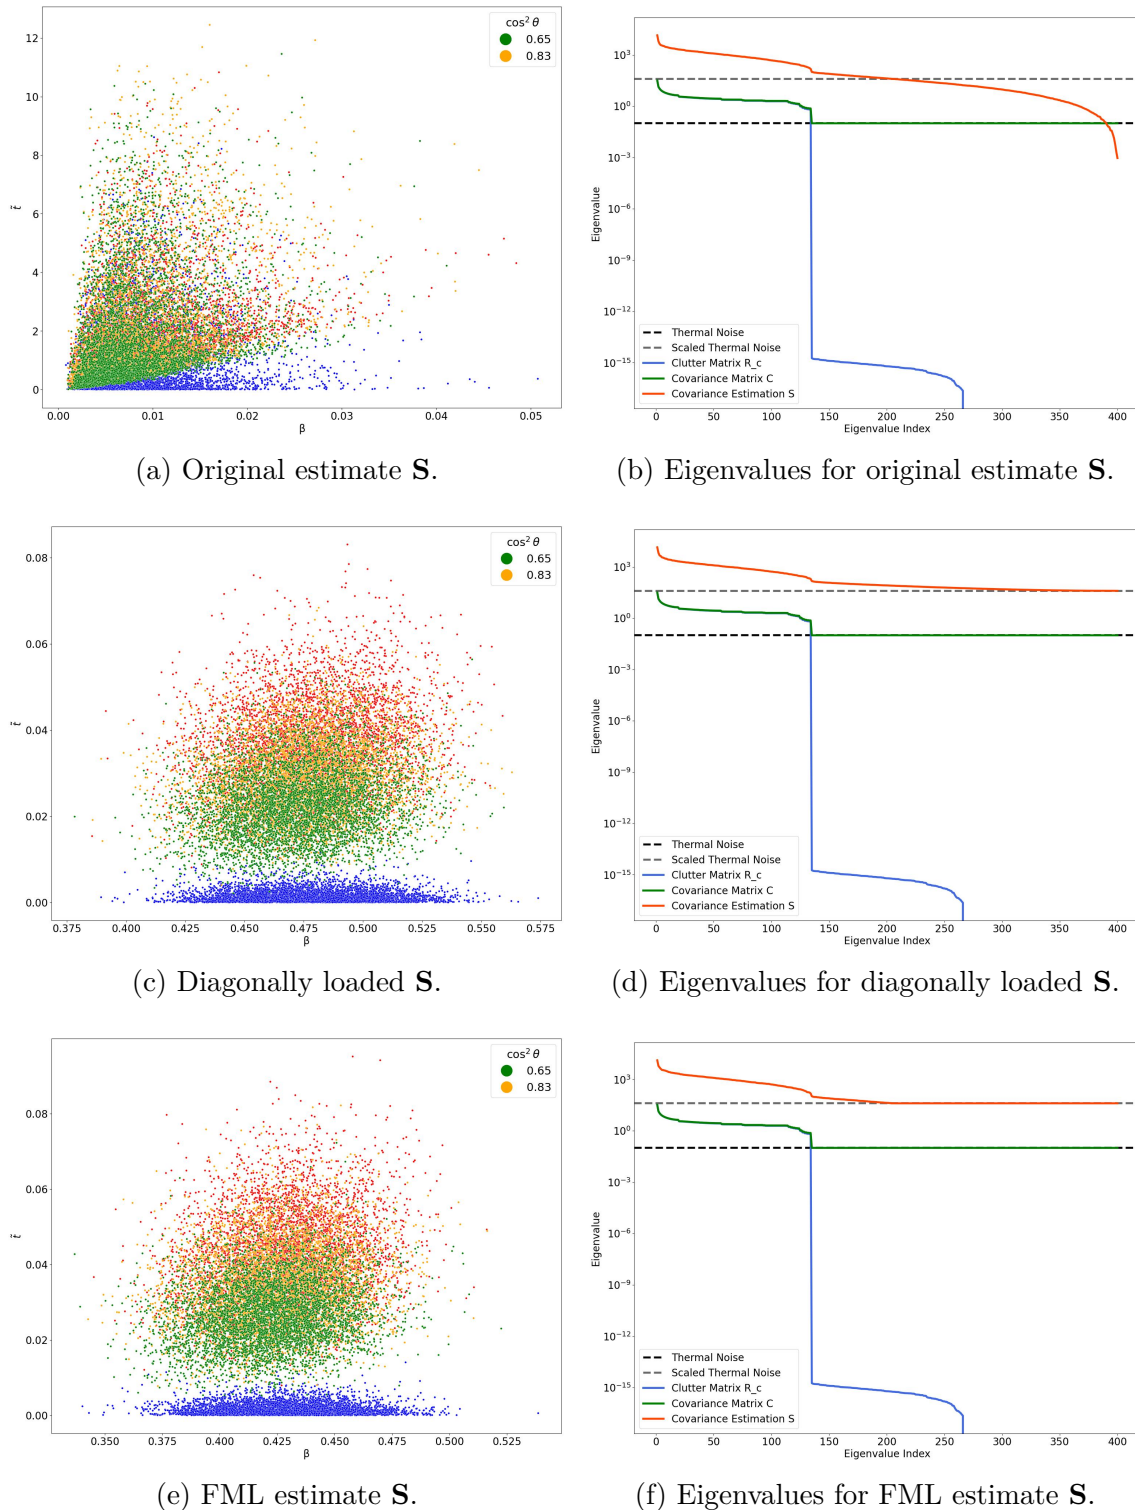 12
10
8
6
4
2
0
t̃
0.00 0.01 0.02 0.03 0.04 0.05
β
cos² θ
0.65
0.83
10³
10⁰
10⁻³
10⁻⁶
10⁻⁹
10⁻¹²
10⁻¹⁵
Eigenvalue
Thermal Noise
Scaled Thermal Noise
Clutter Matrix R_c
Covariance Matrix C
Covariance Estimation S
0 50 100 150 200 250 300 350 400
Eigenvalue Index
(a) Original estimate S.
(b) Eigenvalues for original estimate S.
0.08
0.06
0.04
0.02
0.00
t̃
0.375 0.400 0.425 0.450 0.475 0.500 0.525 0.550 0.575
β
cos² θ
0.65
0.83
10³
10⁰
10⁻³
10⁻⁶
10⁻⁹
10⁻¹²
10⁻¹⁵
Eigenvalue
Thermal Noise
Scaled Thermal Noise
Clutter Matrix R_c
Covariance Matrix C
Covariance Estimation S
0 50 100 150 200 250 300 350 400
Eigenvalue Index
(c) Diagonally loaded S.
(d) Eigenvalues for diagonally loaded S.
0.08
0.06
0.04
0.02
0.00
t̃
0.350 0.375 0.400 0.425 0.450 0.475 0.500 0.525
β
cos² θ
0.65
0.83
10³
10⁰
10⁻³
10⁻⁶
10⁻⁹
10⁻¹²
10⁻¹⁵
Eigenvalue
Thermal Noise
Scaled Thermal Noise
Clutter Matrix R_c
Covariance Matrix C
Covariance Estimation S
0 50 100 150 200 250 300 350 400
Eigenvalue Index
(e) FML estimate S.
(f) Eigenvalues for FML estimate S.